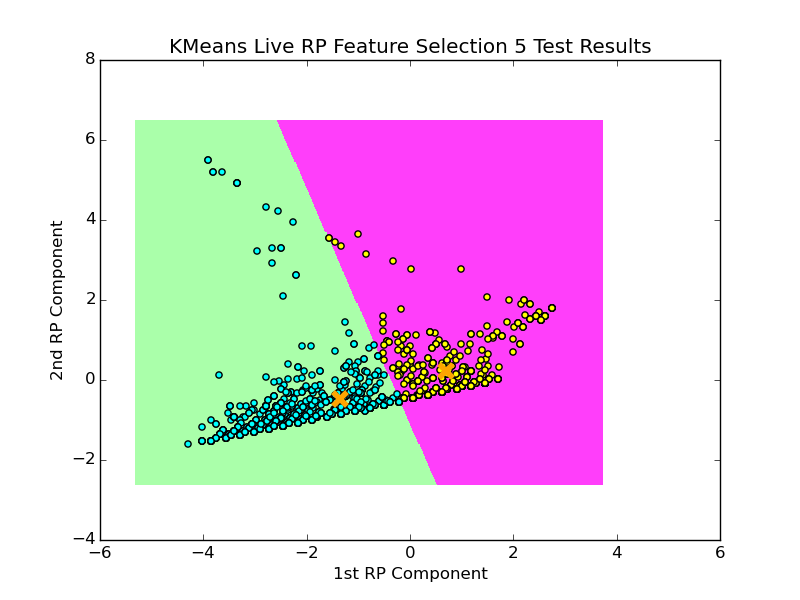 KMeans Live RP Feature Selection 5 Test Results
8
6
4
2
0
−2
−4
2nd RP Component
−6 −4 −2 0 2 4 6
1st RP Component